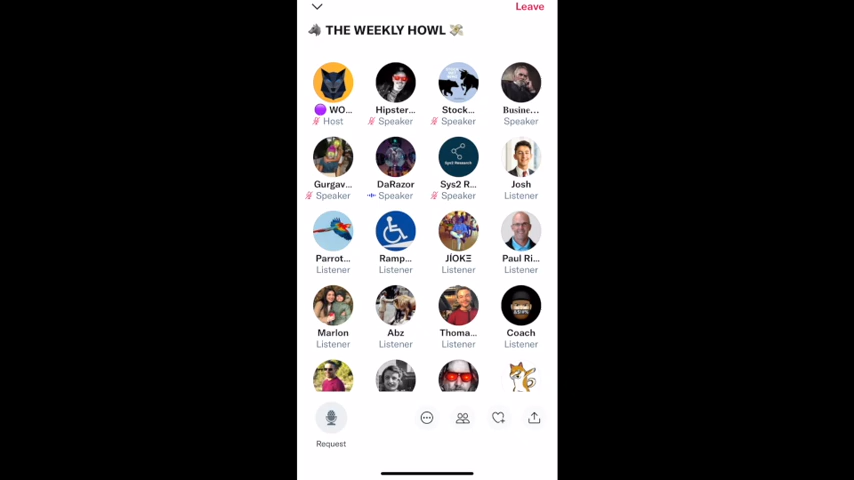 Leave
🐺 THE WEEKLY HOWL 💸
🟣 WO... Hipster... Stock... Busine...
Host Speaker Speaker Speaker
Gurgav... DaRazor Sys2 R... Josh
Speaker Speaker Speaker Listener
Parrot... Ramp... JÍOKΞ Paul Ri...
Listener Listener Listener Listener
Marlon Abz Thoma... Coach
Listener Listener Listener Listener
Request